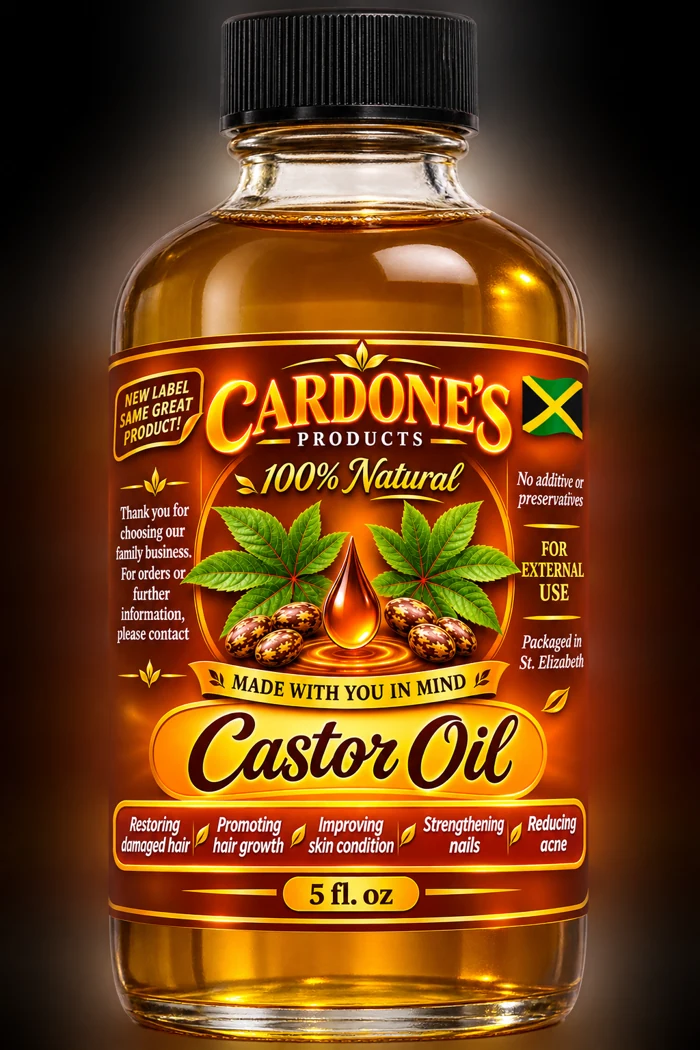 NEW LABEL
SAME GREAT
PRODUCT!
CARDONE'S
PRODUCTS
100% Natural
Thank you for
choosing our
family business.
For orders or
further
information,
please contact
No additive or
preservatives
FOR
EXTERNAL
USE
Packaged in
St. Elizabeth
MADE WITH YOU IN MIND
Castor Oil
Restoring
damaged hair
Promoting
hair growth
Improving
skin condition
Strengthening
nails
Reducing
acne
5 fl. oz